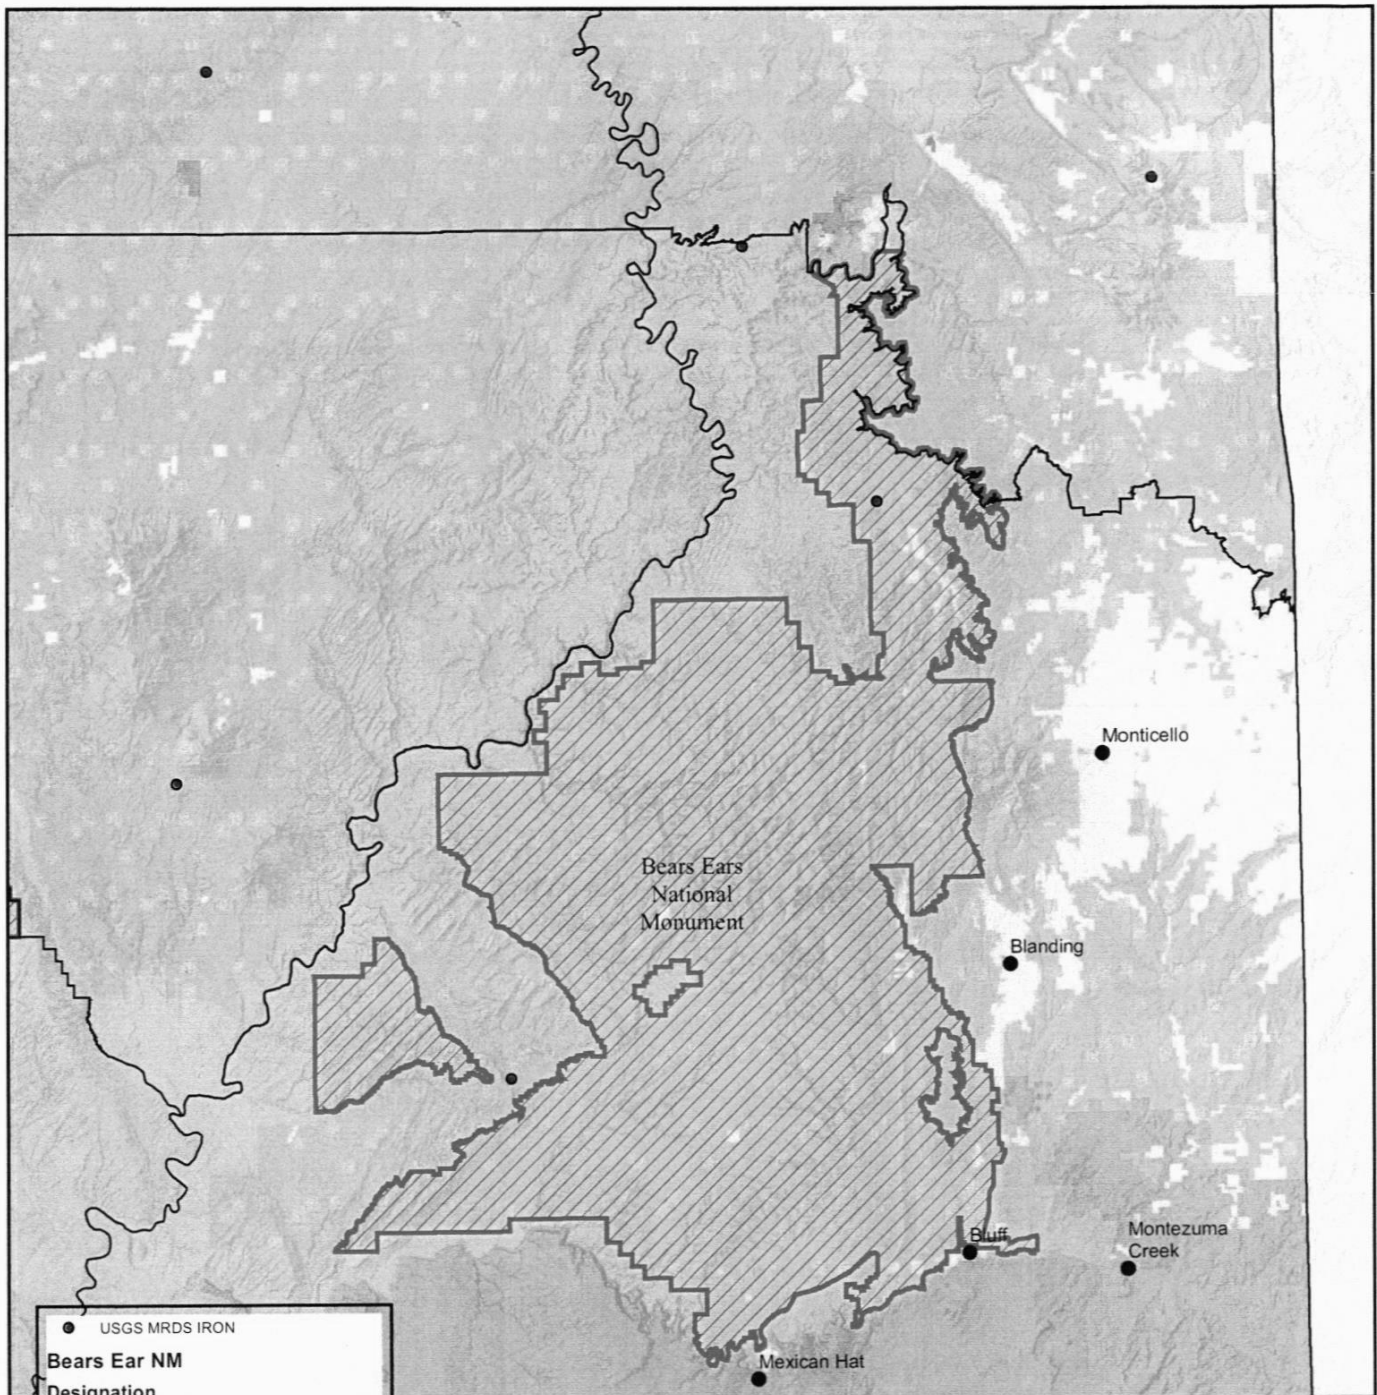 Monticello
Bears Ears
National
Monument
Blanding
Bluff
Montezuma
Creek
USGS MRDS IRON
Bears Ear NM
Designation
Mexican Hat